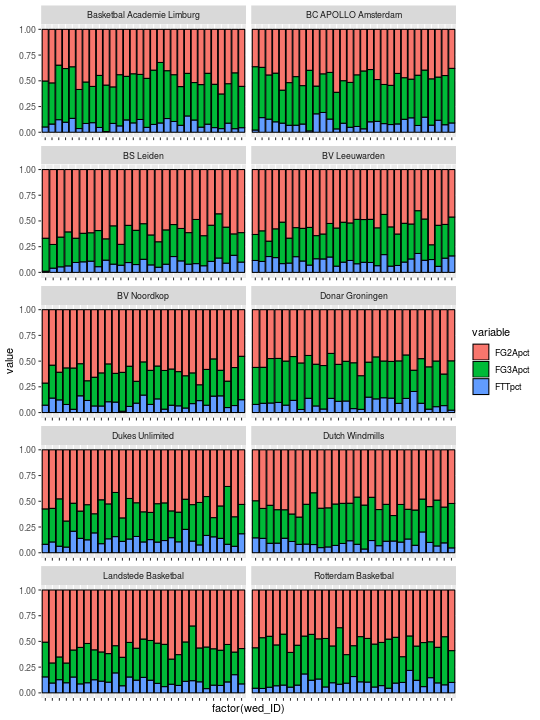 Basketbal Academie Limburg
BC APOLLO Amsterdam
1.00
0.75
0.50
0.25
0.00
BS Leiden
BV Leeuwarden
1.00
0.75
0.50
0.25
0.00
BV Noordkop
Donar Groningen
1.00
0.75
0.50
0.25
0.00
Dukes Unlimited
Dutch Windmills
1.00
0.75
0.50
0.25
0.00
Landstede Basketbal
Rotterdam Basketbal
1.00
0.75
0.50
0.25
0.00
value
factor(wed_ID)
variable
FG2Apct
FG3Apct
FTTpct